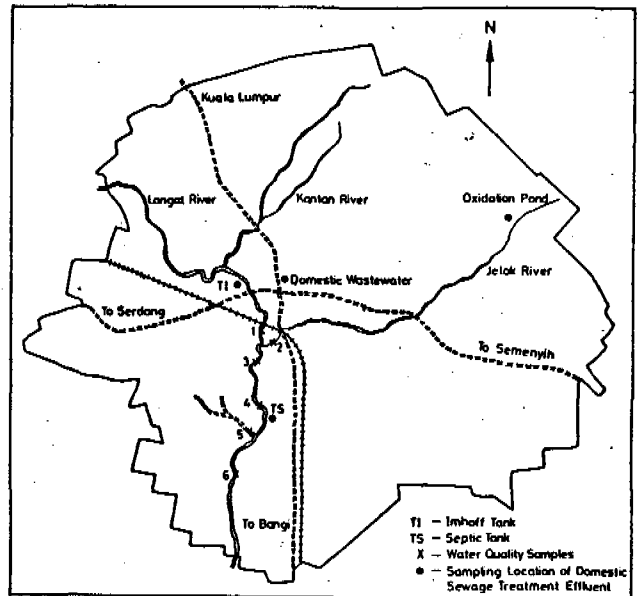 N
Kuala Lumpur
Langat River
Kantan River
Oxidation Pond
TI
Domestic Wastewater
Jelok River
To Serdang
1
2
To Semenyih
3
4
TS
5
6
To Bangi
TI – Imhoff Tank
TS – Septic Tank
X – Water Quality Samples
● – Sampling Location of Domestic
Sewage Treatment Effluent